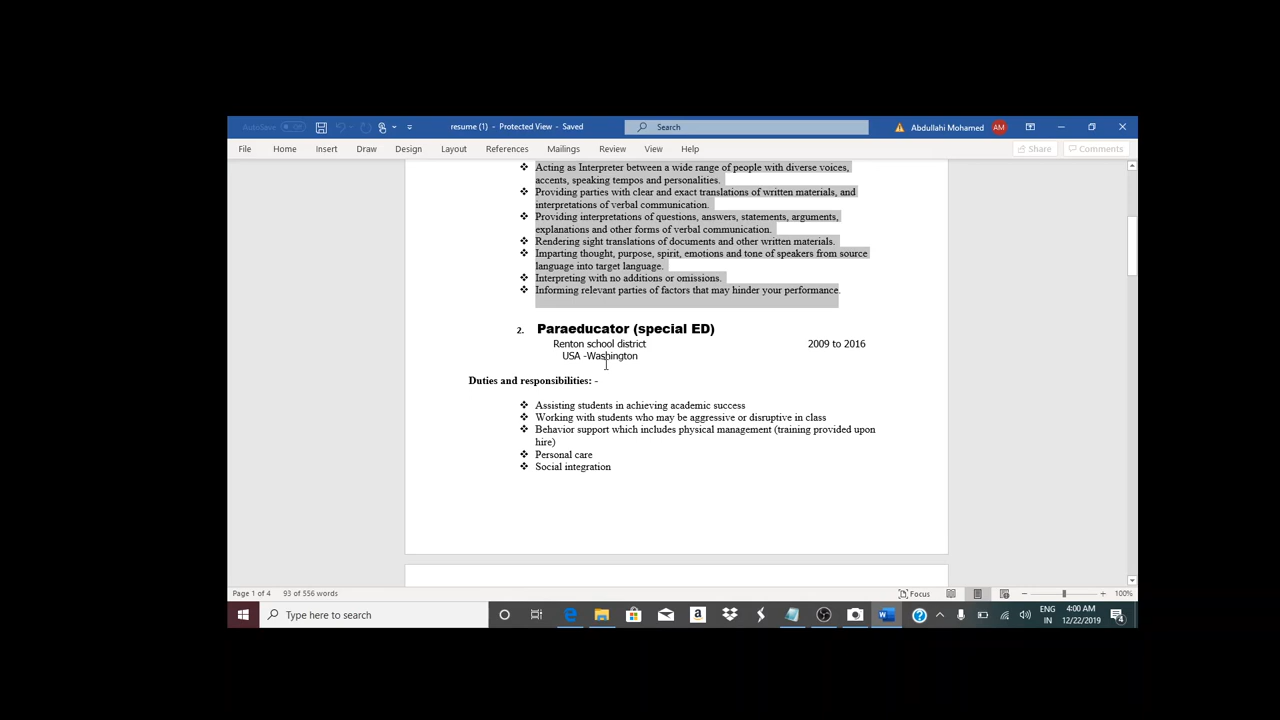 AutoSave Off
resume (1) - Protected View - Saved
Search
Abdullahi Mohamed AM
File Home Insert Draw Design Layout References Mailings Review View Help Share Comments
Acting as Interpreter between a wide range of people with diverse voices,
accents, speaking tempos and personalities.
Providing parties with clear and exact translations of written materials, and
interpretations of verbal communication.
Providing interpretations of questions, answers, statements, arguments,
explanations and other forms of verbal communication.
Rendering sight translations of documents and other written materials.
Imparting thought, purpose, spirit, emotions and tone of speakers from source
language into target language.
Interpreting with no additions or omissions.
Informing relevant parties of factors that may hinder your performance.
2. Paraeducator (special ED)
Renton school district 2009 to 2016
USA -Washington
Duties and responsibilities: -
Assisting students in achieving academic success
Working with students who may be aggressive or disruptive in class
Behavior support which includes physical management (training provided upon
hire)
Personal care
Social integration
Page 1 of 4 93 of 556 words Focus 100%
Type here to search
ENG
IN
4:00 AM
12/22/2019
4